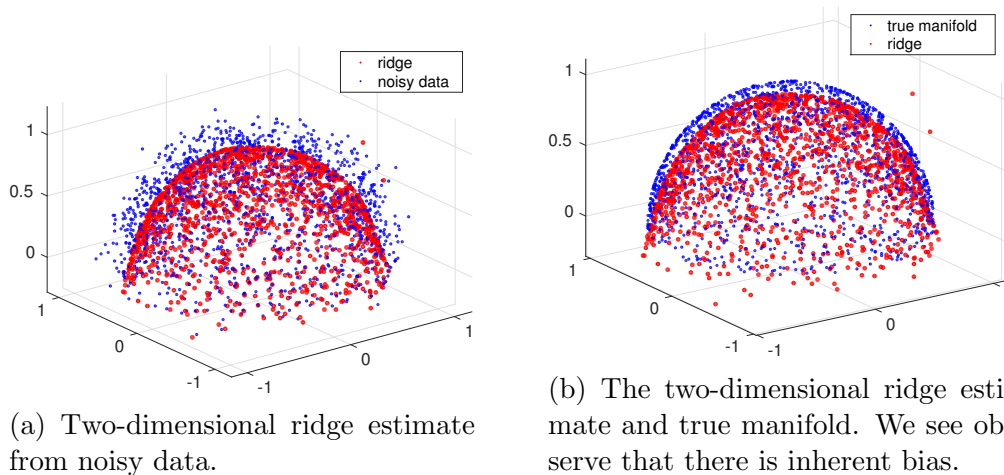 ridge
noisy data
1
0.5
0
1
0
-1
-1
0
1
(a) Two-dimensional ridge estimate
from noisy data.
true manifold
ridge
1
0.5
0
1
0
-1
-1
0
(b) The two-dimensional ridge esti
mate and true manifold. We see ob
serve that there is inherent bias.